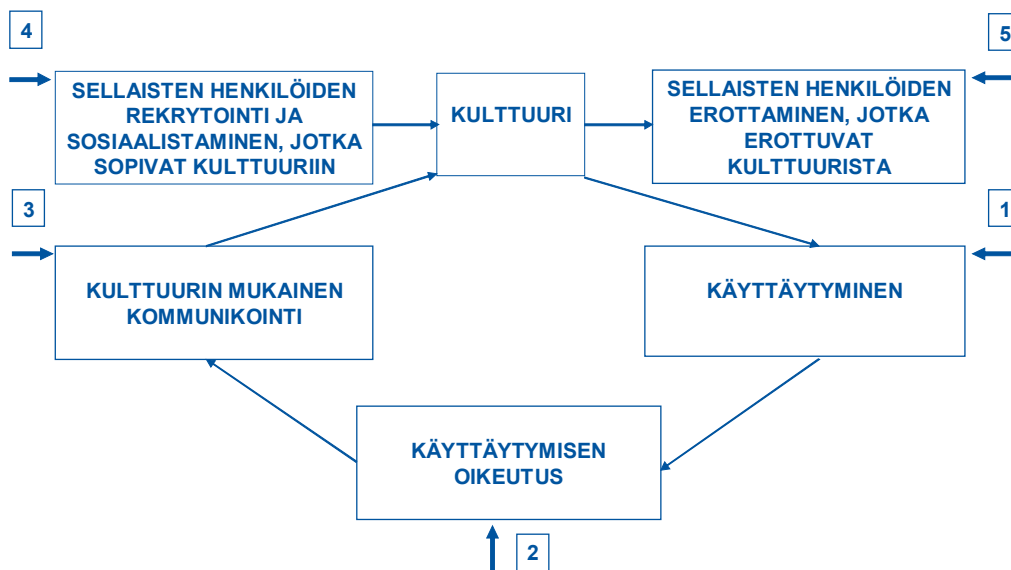 4
SELLAISTEN HENKILÖIDEN
REKRYTOINTI JA
SOSIAALISTAMINEN, JOTKA
SOPIVAT KULTTUURIIN
KULTTUURI
5
SELLAISTEN HENKILÖIDEN
EROTTAMINEN, JOTKA
EROTTUVAT
KULTTUURISTA
3
KULTTUURIN MUKAINEN
KOMMUNIKOINTI
1
KÄYTTÄYTYMINEN
KÄYTTÄYTYMISEN
OIKEUTUS
2